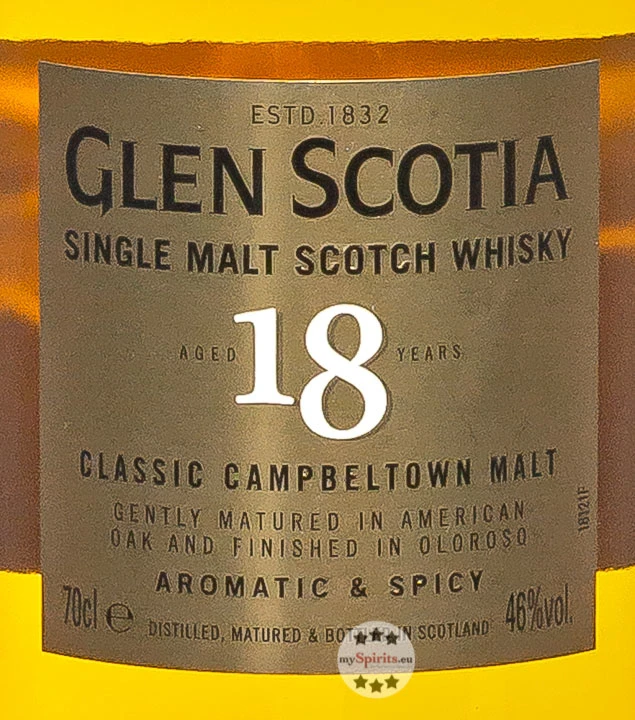 ESTD.1832
GLEN SCOTIA
SINGLE MALT SCOTCH WHISKY
AGED 18 YEARS
CLASSIC CAMPBELTOWN MALT
GENTLY MATURED IN AMERICAN
OAK AND FINISHED IN OLOROSO
AROMATIC & SPICY
70cl e DISTILLED, MATURED & BOTTLED IN SCOTLAND 46%vol.
18121F
mySpirits.eu